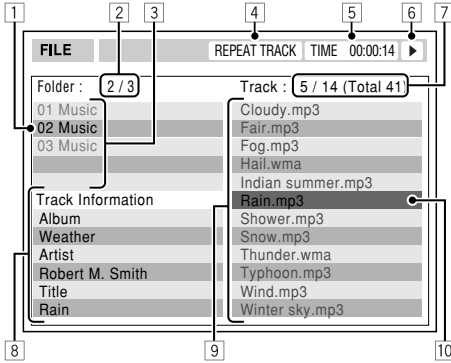 1 2 3 4 5 6 7
FILE REPEAT TRACK TIME 00:00:14
Folder : 2 / 3 Track : 5 / 14 (Total 41)
01 Music Cloudy.mp3
02 Music Fair.mp3
03 Music Fog.mp3
Hail.wma
Indian summer.mp3
Track Information Rain.mp3
Album Shower.mp3
Weather Snow.mp3
Artist Thunder.wma
Robert M. Smith Typhoon.mp3
Title Wind.mp3
Rain Winter sky.mp3
8 9 10